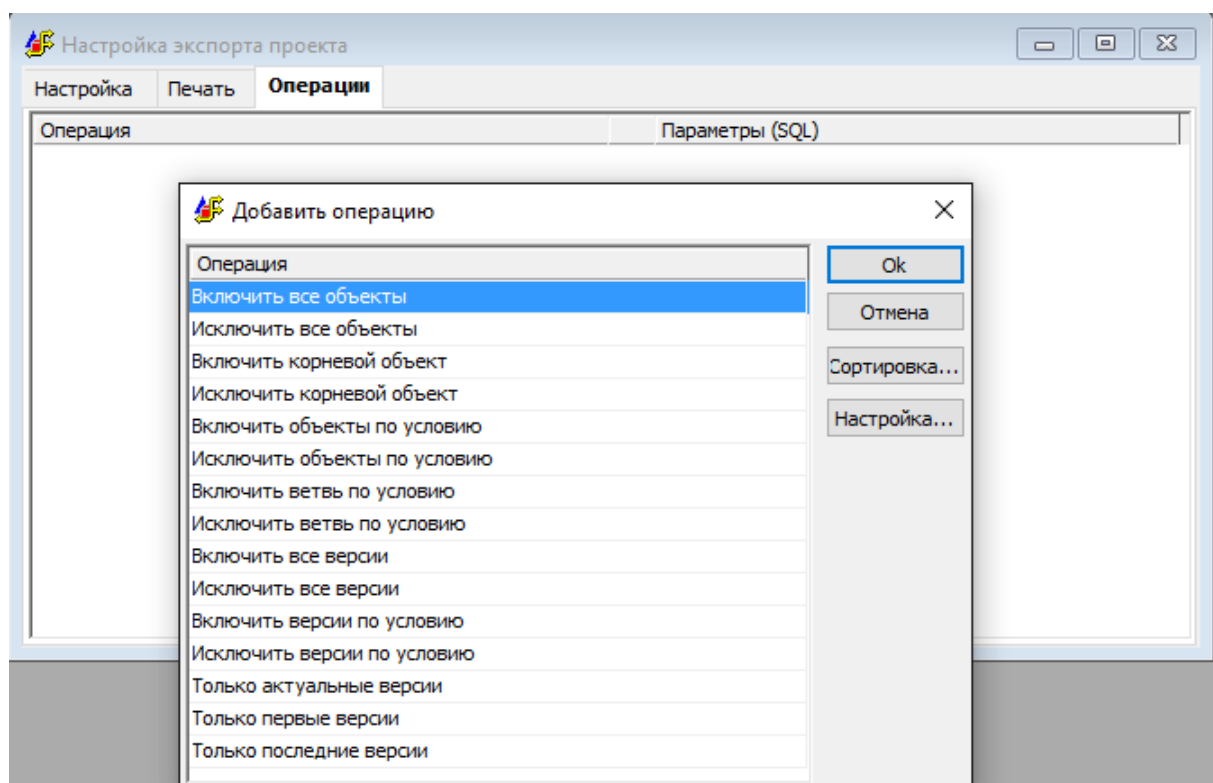 Настройка экспорта проекта
Настройка Печать Операции
Операция Параметры (SQL)
Добавить операцию
Операция
Включить все объекты
Исключить все объекты
Включить корневой объект
Исключить корневой объект
Включить объекты по условию
Исключить объекты по условию
Включить ветвь по условию
Исключить ветвь по условию
Включить все версии
Исключить все версии
Включить версии по условию
Исключить версии по условию
Только актуальные версии
Только первые версии
Только последние версии
Ok
Отмена
Сортировка...
Настройка...